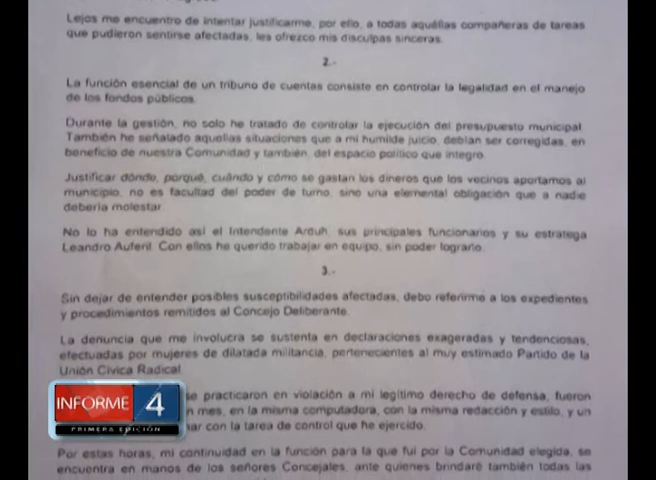 Lejos me encuentro de intentar justificarme, por ello, a todas aquéllas compañeras de tareas
que pudieron sentirse afectadas, les ofrezco mis disculpas sinceras.
2.-
La función esencial de un tribuno de cuentas consiste en controlar la legalidad en el manejo
de los fondos públicos.
Durante la gestión, no solo he tratado de controlar la ejecución del presupuesto municipal.
También he señalado aquellas situaciones que a mi humilde juicio, debían ser corregidas, en
beneficio de nuestra Comunidad y también, del espacio político que integro.
Justificar dónde, porqué, cuándo y cómo se gastan los dineros que los vecinos aportamos al
municipio, no es facultad del poder de turno, sino una elemental obligación que a nadie
debería molestar.
No lo ha entendido así el Intendente Arduh, sus principales funcionarios y su estratega
Leandro Auferil. Con ellos he querido trabajar en equipo, sin poder lograrlo.
3.-
Sin dejar de entender posibles susceptibilidades afectadas, debo referirme a los expedientes
y procedimientos remitidos al Concejo Deliberante.
La denuncia que me involucra se sustenta en declaraciones exageradas y tendenciosas,
efectuadas por mujeres de dilatada militancia, pertenecientes al muy estimado Partido de la
Unión Cívica Radical.
se practicaron en violación a mi legítimo derecho de defensa, fueron
n mes, en la misma computadora, con la misma redacción y estilo, y un
ar con la tarea de control que he ejercido.
Por estas horas, mi continuidad en la función para la que fui por la Comunidad elegida, se
encuentra en manos de los señores Concejales, ante quienes brindaré también todas las
INFORME 4
PRIMERA EDICIÓN